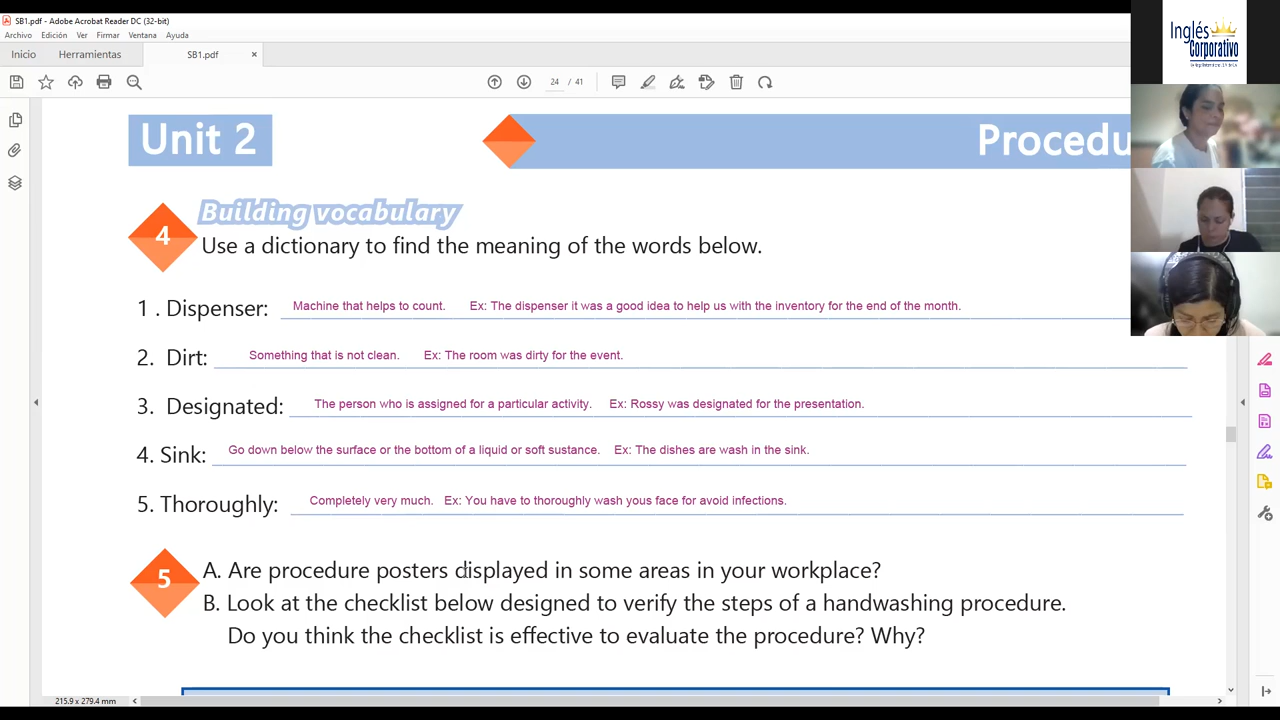 SB1.pdf - Adobe Acrobat Reader DC (32-bit)
Archivo Edición Ver Firmar Ventana Ayuda
Inicio Herramientas SB1.pdf ×
24 / 41
Inglés
Corporativo
Unit 2
Procedu
4
Building vocabulary
Use a dictionary to find the meaning of the words below.
1 . Dispenser: Machine that helps to count. Ex: The dispenser it was a good idea to help us with the inventory for the end of the month.
2. Dirt: Something that is not clean. Ex: The room was dirty for the event.
3. Designated: The person who is assigned for a particular activity. Ex: Rossy was designated for the presentation.
4. Sink: Go down below the surface or the bottom of a liquid or soft sustance. Ex: The dishes are wash in the sink.
5. Thoroughly: Completely very much. Ex: You have to thoroughly wash yous face for avoid infections.
5
A. Are procedure posters displayed in some areas in your workplace?
B. Look at the checklist below designed to verify the steps of a handwashing procedure.
Do you think the checklist is effective to evaluate the procedure? Why?
215.9 x 279.4 mm